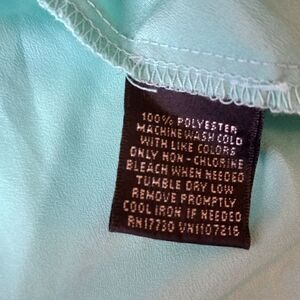 100% POLYESTER
MACHINE WASH COLD
WITH LIKE COLORS
ONLY NON - CHLORINE
BLEACH WHEN NEEDED
TUMBLE DRY LOW
REMOVE PROMPTLY
COOL IRON IF NEEDED
RN17730 VN1107218